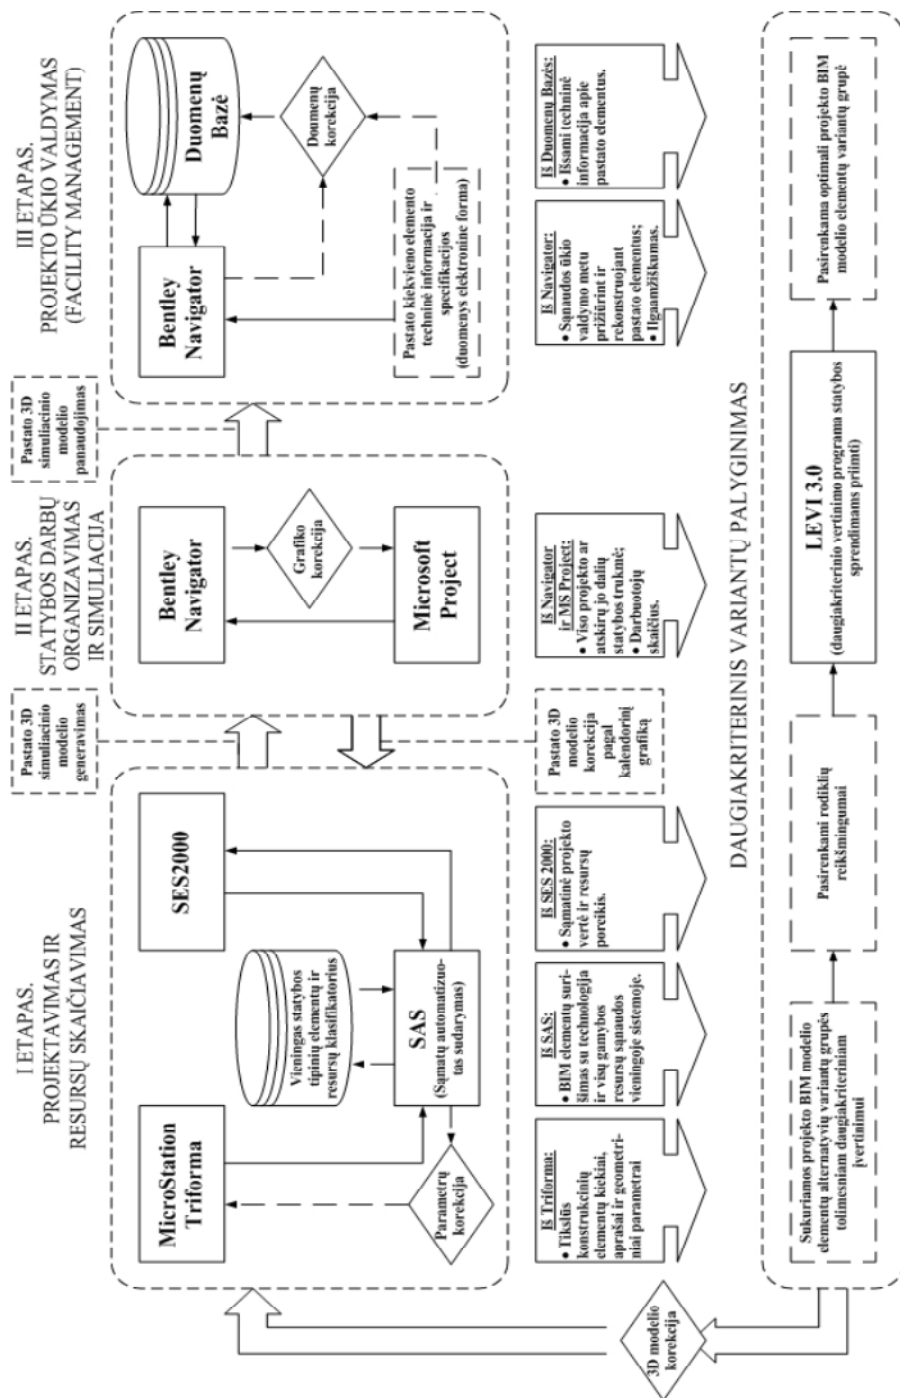 I ETAPAS.
PROJEKTAVIMAS IR
RESURSŲ SKAIČIAVIMAS
MicroStation
Triforma
SES2000
Vieningas statybos
tipinių elementų ir
resursų klasifikatorius
SAS
(Sąmatų automatizuo-
tas sudarymas)
Parametrų
korekcija
Pastato 3D
simuliacinio
modelio
generavimas
II ETAPAS.
STATYBOS DARBŲ
ORGANIZAVIMAS
IR SIMULIACIJA
Bentley
Navigator
Grafiko
korekcija
Microsoft
Project
Pastato 3D
simuliacinio
modelio
panaudojimas
III ETAPAS.
PROJEKTO ŪKIO VALDYMAS
(FACILITY MANAGEMENT)
Bentley
Navigator
Duomenų
Bazė
Doumenų
korekcija
Pastato kiekvieno elemento
techninė informacija ir
specifikacijos
(duomenys elektronine forma)
Iš Triforma:
• Tikslūs
konstrukcinių
elementų kiekiai,
aprašai ir geometri-
niai parametrai
Iš SAS:
• BIM elementų suri-
šimas su technologija
ir visų gamybos
resursų sąnaudos
vieningoje sistemoje.
Iš SES 2000:
• Sąmatinė projekto
vertė ir resursų
poreikis.
Pastato 3D
modelio
korekcija
pagal
kalendorinį
grafiką
Iš Navigator
ir MS Project:
• Viso projekto ar
atskirų jo dalių
statybos trukmė;
• Darbuotojų
skaičius.
Iš Navigator:
• Sąnaudos ūkio
valdymo metu
prižiūrint ir
rekonstruojant
pastato elementus;
• Ilgaamžiškumas.
Iš Duomenų Bazės:
• Išsami techninė
informacija apie
pastato elementus.
DAUGIAKRITERINIS VARIANTŲ PALYGINIMAS
3D modelio
korekcija
Sukuriamos projekto BIM modelio
elementų alternatyvių variantų grupės
tolimesniam daugiakriteriniam
įvertinimui
Pasirenkami rodiklių
reikšmingumai
LEVI 3.0
(daugiakriterinio vertinimo programa statybos
sprendimams priimti)
Pasirenkama optimali projekto BIM
modelio elementų variantų grupė